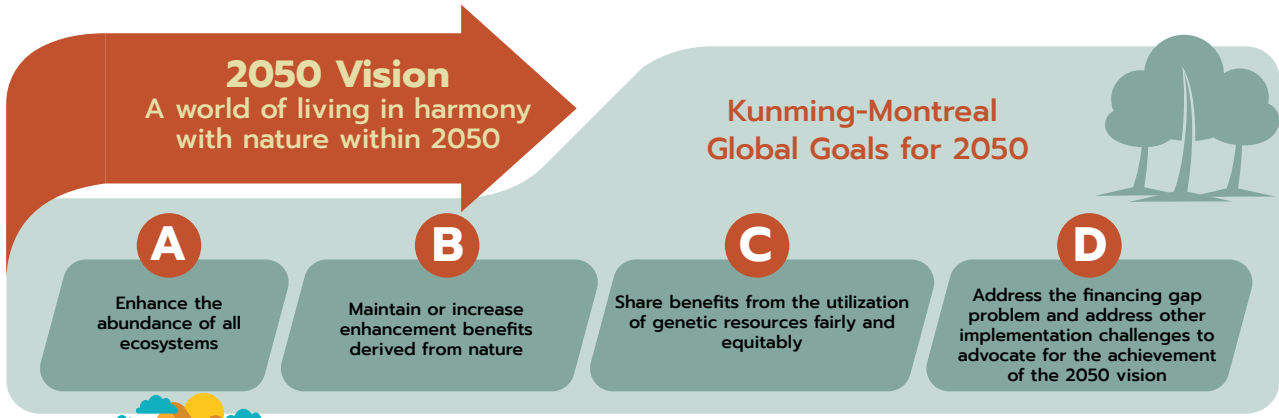 2050 Vision
A world of living in harmony
with nature within 2050
Kunming-Montreal
Global Goals for 2050
A
Enhance the
abundance of all
ecosystems
B
Maintain or increase
enhancement benefits
derived from nature
C
Share benefits from the utilization
of genetic resources fairly and
equitably
D
Address the financing gap
problem and address other
implementation challenges to
advocate for the achievement
of the 2050 vision